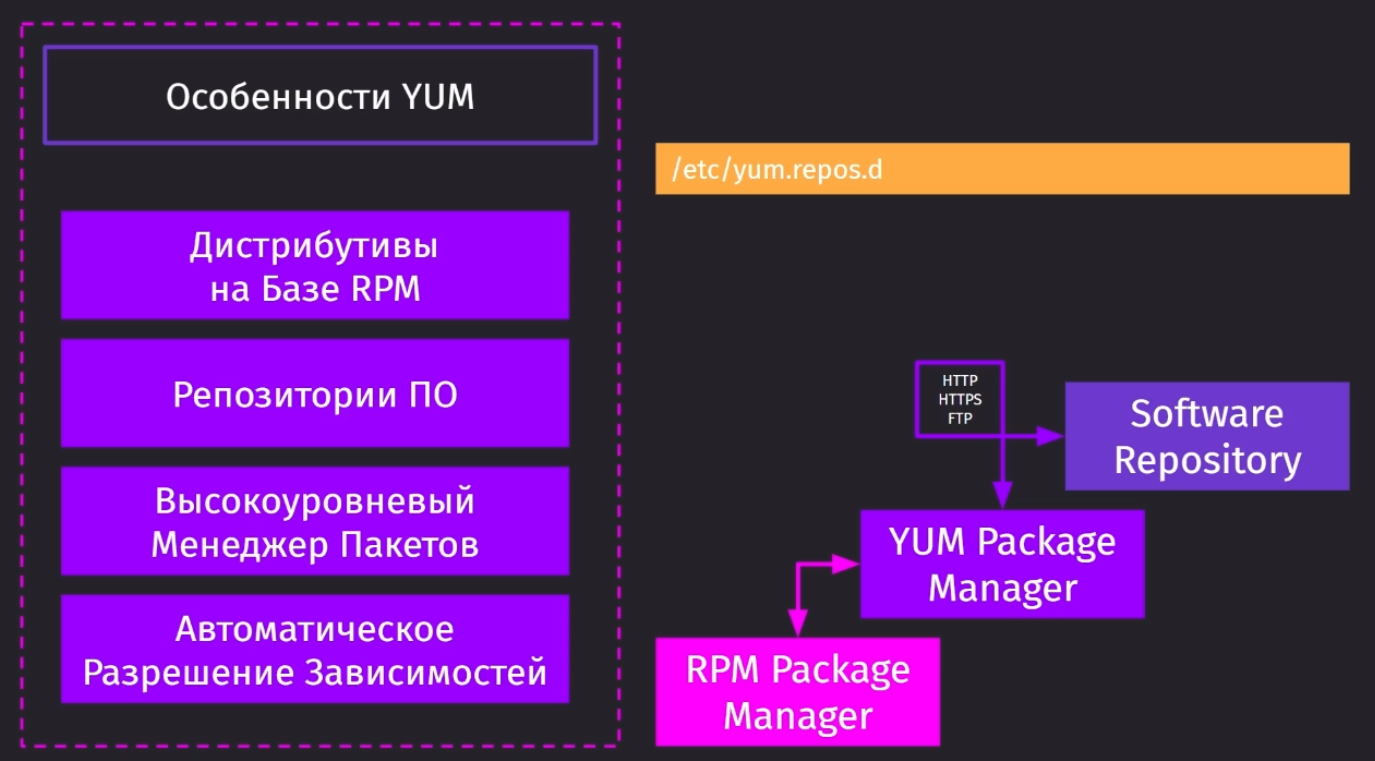 Особенности YUM
Дистрибутивы
на Базе RPM
Репозитории ПО
Высокоуровневый
Менеджер Пакетов
Автоматическое
Разрешение Зависимостей
/etc/yum.repos.d
HTTP
HTTPS
FTP
Software
Repository
YUM Package
Manager
RPM Package
Manager